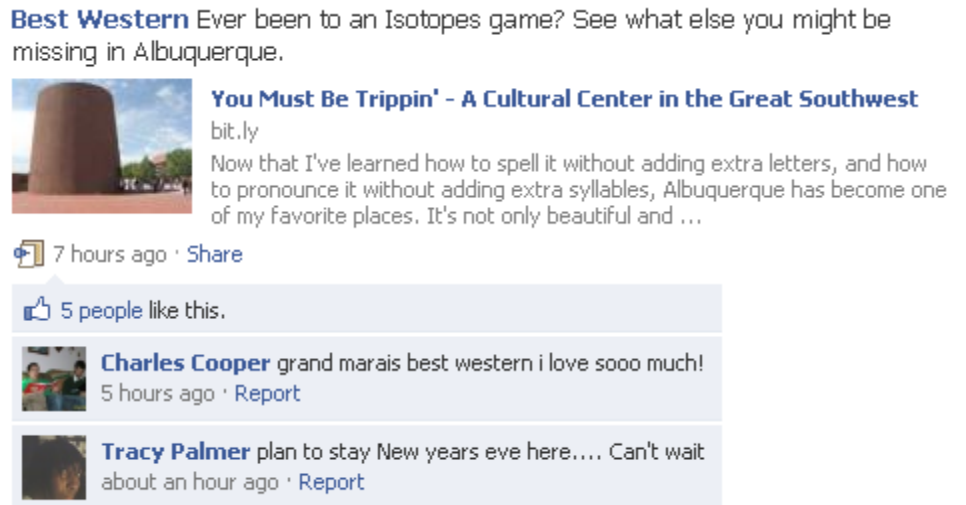 Best Western Ever been to an Isotopes game? See what else you might be
missing in Albuquerque.
You Must Be Trippin' - A Cultural Center in the Great Southwest
bit.ly
Now that I've learned how to spell it without adding extra letters, and how
to pronounce it without adding extra syllables, Albuquerque has become one
of my favorite places. It's not only beautiful and ...
7 hours ago · Share
5 people like this.
Charles Cooper grand marais best western i love sooo much!
5 hours ago · Report
Tracy Palmer plan to stay New years eve here.... Can't wait
about an hour ago · Report